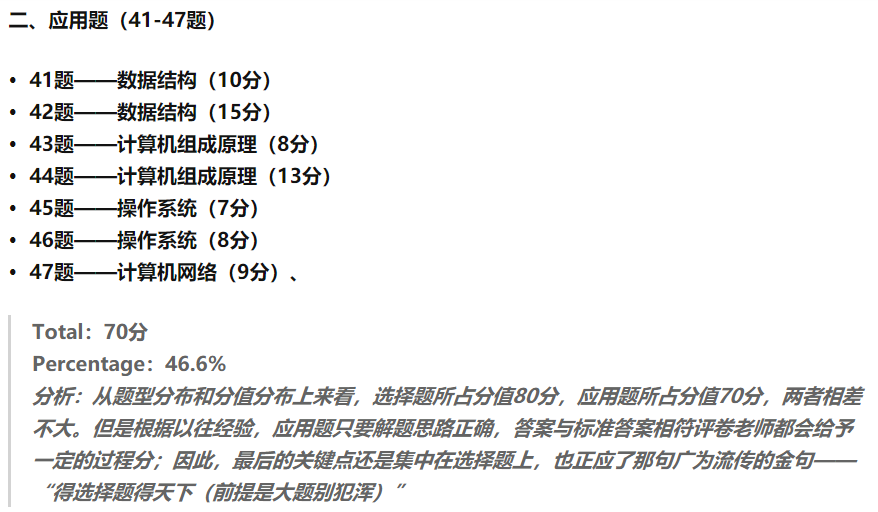 二、应用题（41-47题）
• 41题——数据结构（10分）
• 42题——数据结构（15分）
• 43题——计算机组成原理（8分）
• 44题——计算机组成原理（13分）
• 45题——操作系统（7分）
• 46题——操作系统（8分）
• 47题——计算机网络（9分）、
Total：70分
Percentage：46.6%
分析：从题型分布和分值分布上来看，选择题所占分值80分，应用题所占分值70分，两者相差
不大。但是根据以往经验，应用题只要解题思路正确，答案与标准答案相符评卷老师都会给予
一定的过程分；因此，最后的关键点还是集中在选择题上，也正应了那句广为流传的金句——
“得选择题得天下（前提是大题别犯浑）”